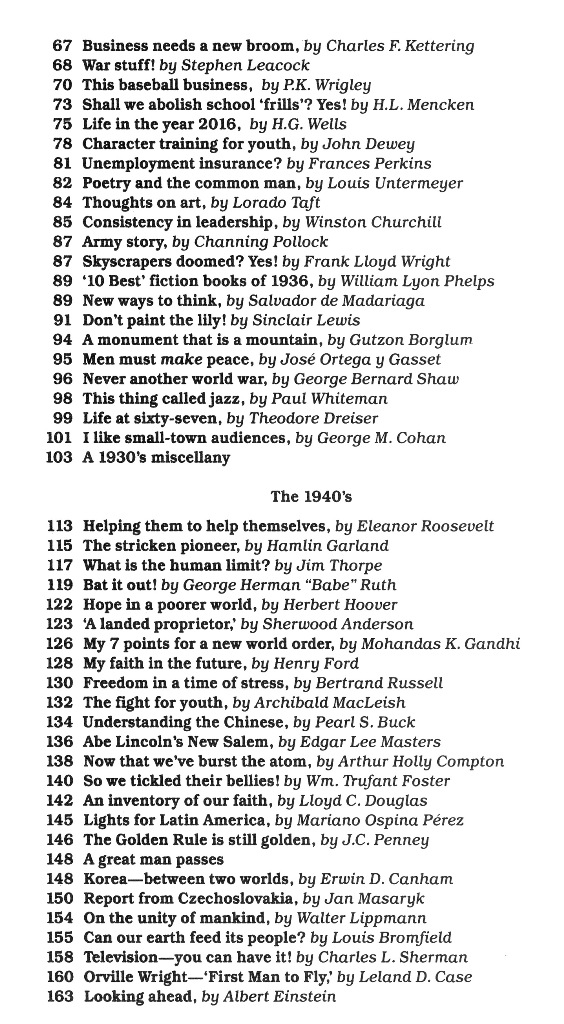 67 Business needs a new broom, by Charles F. Kettering
68 War stuff! by Stephen Leacock
70 This baseball business, by P.K. Wrigley
73 Shall we abolish school ‘frills’? Yes! by H.L. Mencken
75 Life in the year 2016, by H.G. Wells
78 Character training for youth, by John Dewey
81 Unemployment insurance? by Frances Perkins
82 Poetry and the common man, by Louis Untermeyer
84 Thoughts on art, by Lorado Taft
85 Consistency in leadership, by Winston Churchill
87 Army story, by Channing Pollock
87 Skyscrapers doomed? Yes! by Frank Lloyd Wright
89 ‘10 Best’ fiction books of 1936, by William Lyon Phelps
89 New ways to think, by Salvador de Madariaga
91 Don’t paint the lily! by Sinclair Lewis
94 A monument that is a mountain, by Gutzon Borglum
95 Men must make peace, by José Ortega y Gasset
96 Never another world war, by George Bernard Shaw
98 This thing called jazz, by Paul Whiteman
99 Life at sixty-seven, by Theodore Dreiser
101 I like small-town audiences, by George M. Cohan
103 A 1930’s miscellany
The 1940’s
113 Helping them to help themselves, by Eleanor Roosevelt
115 The stricken pioneer, by Hamlin Garland
117 What is the human limit? by Jim Thorpe
119 Bat it out! by George Herman “Babe” Ruth
122 Hope in a poorer world, by Herbert Hoover
123 ‘A landed proprietor,’ by Sherwood Anderson
126 My 7 points for a new world order, by Mohandas K. Gandhi
128 My faith in the future, by Henry Ford
130 Freedom in a time of stress, by Bertrand Russell
132 The fight for youth, by Archibald MacLeish
134 Understanding the Chinese, by Pearl S. Buck
136 Abe Lincoln’s New Salem, by Edgar Lee Masters
138 Now that we’ve burst the atom, by Arthur Holly Compton
140 So we tickled their bellies! by Wm. Trufant Foster
142 An inventory of our faith, by Lloyd C. Douglas
145 Lights for Latin America, by Mariano Ospina Pérez
146 The Golden Rule is still golden, by J.C. Penney
148 A great man passes
148 Korea—between two worlds, by Erwin D. Canham
150 Report from Czechoslovakia, by Jan Masaryk
154 On the unity of mankind, by Walter Lippmann
155 Can our earth feed its people? by Louis Bromfield
158 Television—you can have it! by Charles L. Sherman
160 Orville Wright—‘First Man to Fly,’ by Leland D. Case
163 Looking ahead, by Albert Einstein